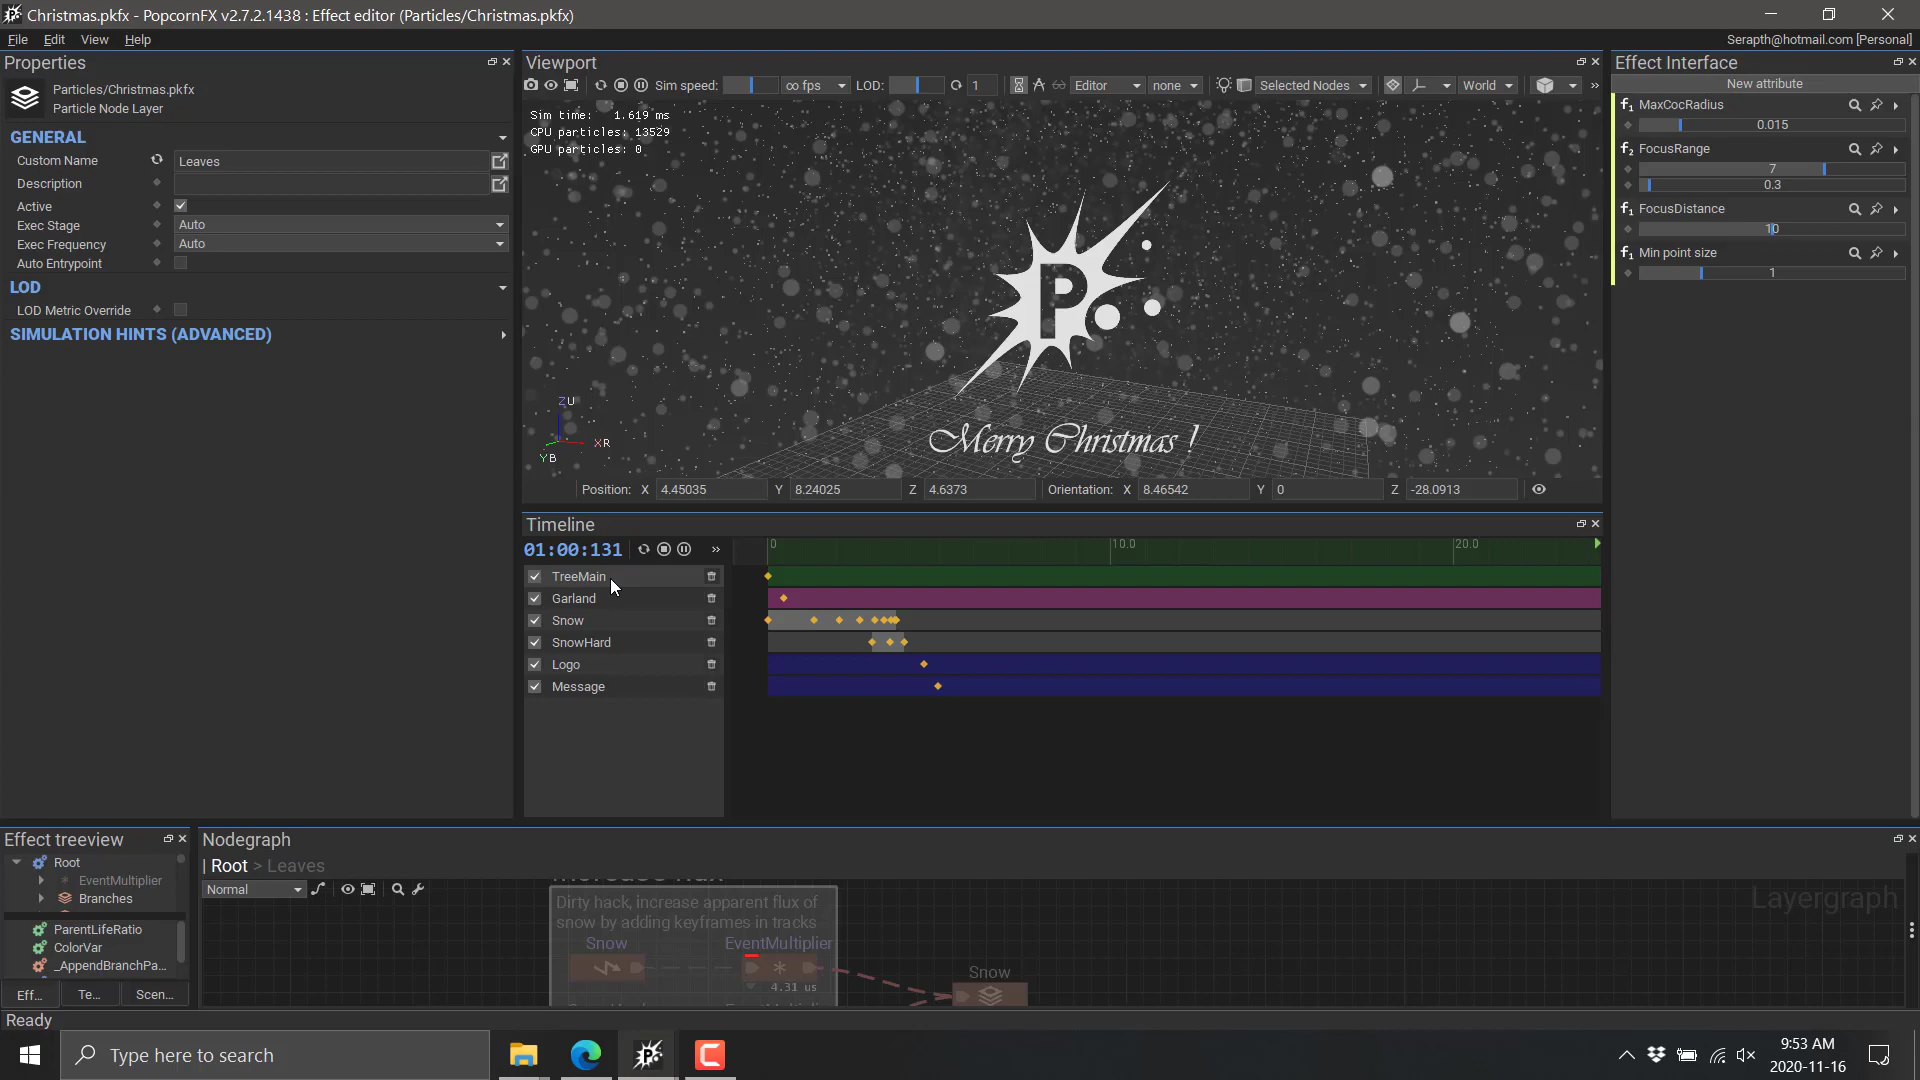 Christmas.pkfx - PopcornFX v2.7.2.1438 : Effect editor (Particles/Christmas.pkfx)
File Edit View Help
Serapth@hotmail.com [Personal]
Properties
Particles/Christmas.pkfx
Particle Node Layer
GENERAL
Custom Name Leaves
Description
Active
Exec Stage Auto
Exec Frequency Auto
Auto Entrypoint
LOD
LOD Metric Override
SIMULATION HINTS (ADVANCED)
Viewport
Sim speed: ∞ fps LOD: 1 Editor none Selected Nodes World »
Sim time: 1.619 ms
CPU particles: 13529
GPU particles: 0
P
Merry Christmas !
ZU
XR
YB
Position: X 4.45035 Y 8.24025 Z 4.6373 Orientation: X 8.46542 Y 0 Z -28.0913
Timeline
01:00:131 » 0 10.0 20.0
TreeMain
Garland
Snow
SnowHard
Logo
Message
Effect Interface
New attribute
f1 MaxCocRadius
0.015
f2 FocusRange
7
0.3
f1 FocusDistance
10
f1 Min point size
1
Effect treeview
Root
EventMultiplier
Branches
ParentLifeRatio
ColorVar
_AppendBranchPa...
Eff... Te... Scen...
Nodegraph
| Root > Leaves
Normal
Layergraph
Dirty hack, increase apparent flux of
snow by adding keyframes in tracks
Snow EventMultiplier
4.31 us
Snow
Ready
Type here to search
P
C
9:53 AM
2020-11-16